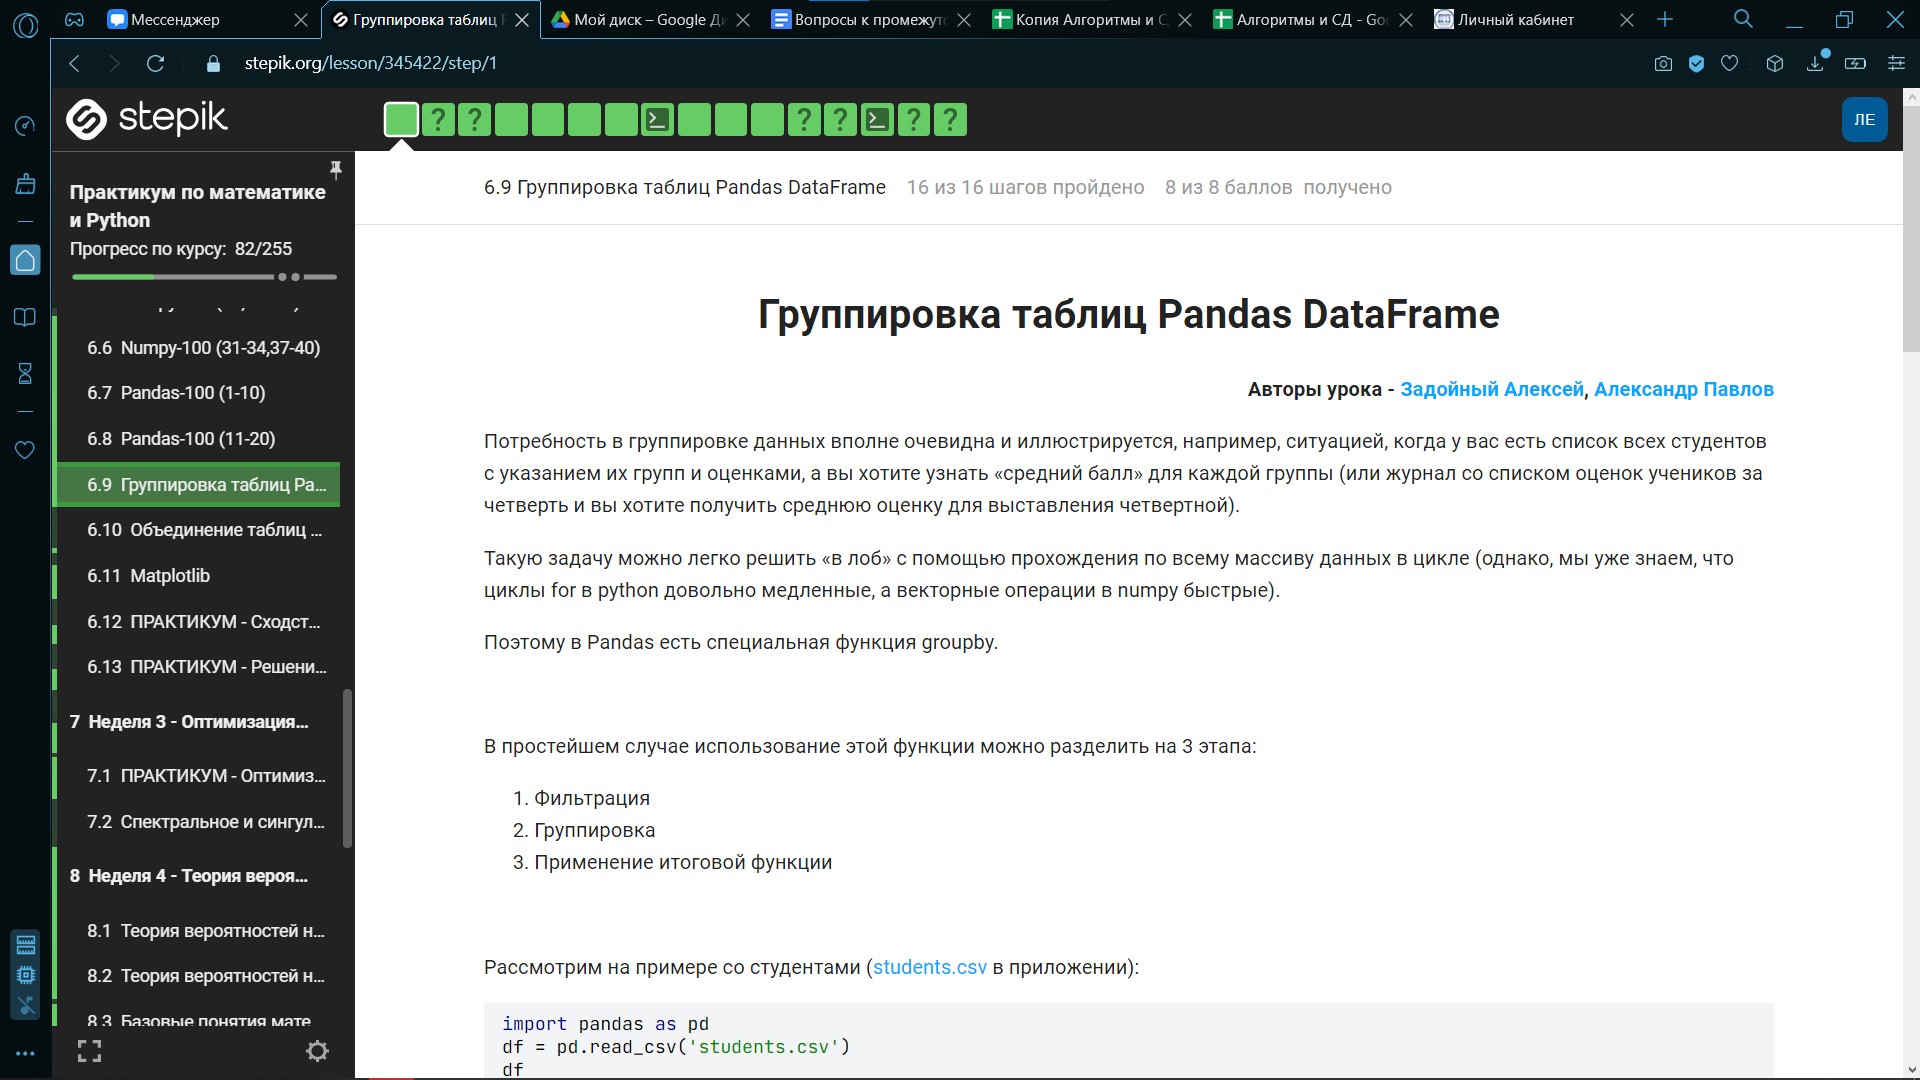 Мессенджер
Группировка таблиц
Мой диск – Google Ди
Вопросы к промежут
Копия Алгоритмы и С
Алгоритмы и СД - Goo
Личный кабинет
stepik.org/lesson/345422/step/1
stepik
? ? ? ? ? ?
ЛЕ
Практикум по математике
и Python
Прогресс по курсу: 82/255
6.6 Numpy-100 (31-34,37-40)
6.7 Pandas-100 (1-10)
6.8 Pandas-100 (11-20)
6.9 Группировка таблиц Pa...
6.10 Объединение таблиц ...
6.11 Matplotlib
6.12 ПРАКТИКУМ - Сходст...
6.13 ПРАКТИКУМ - Решени...
7 Неделя 3 - Оптимизация...
7.1 ПРАКТИКУМ - Оптимиз...
7.2 Спектральное и сингул...
8 Неделя 4 - Теория вероя...
8.1 Теория вероятностей н...
8.2 Теория вероятностей н...
8.3 Базовые понятия мате
6.9 Группировка таблиц Pandas DataFrame 16 из 16 шагов пройдено 8 из 8 баллов получено
Группировка таблиц Pandas DataFrame
Авторы урока - Задойный Алексей, Александр Павлов
Потребность в группировке данных вполне очевидна и иллюстрируется, например, ситуацией, когда у вас есть список всех студентов
с указанием их групп и оценками, а вы хотите узнать «средний балл» для каждой группы (или журнал со списком оценок учеников за
четверть и вы хотите получить среднюю оценку для выставления четвертной).
Такую задачу можно легко решить «в лоб» с помощью прохождения по всему массиву данных в цикле (однако, мы уже знаем, что
циклы for в python довольно медленные, а векторные операции в numpy быстрые).
Поэтому в Pandas есть специальная функция groupby.
В простейшем случае использование этой функции можно разделить на 3 этапа:
1. Фильтрация
2. Группировка
3. Применение итоговой функции
Рассмотрим на примере со студентами (students.csv в приложении):
import pandas as pd
df = pd.read_csv('students.csv')
df